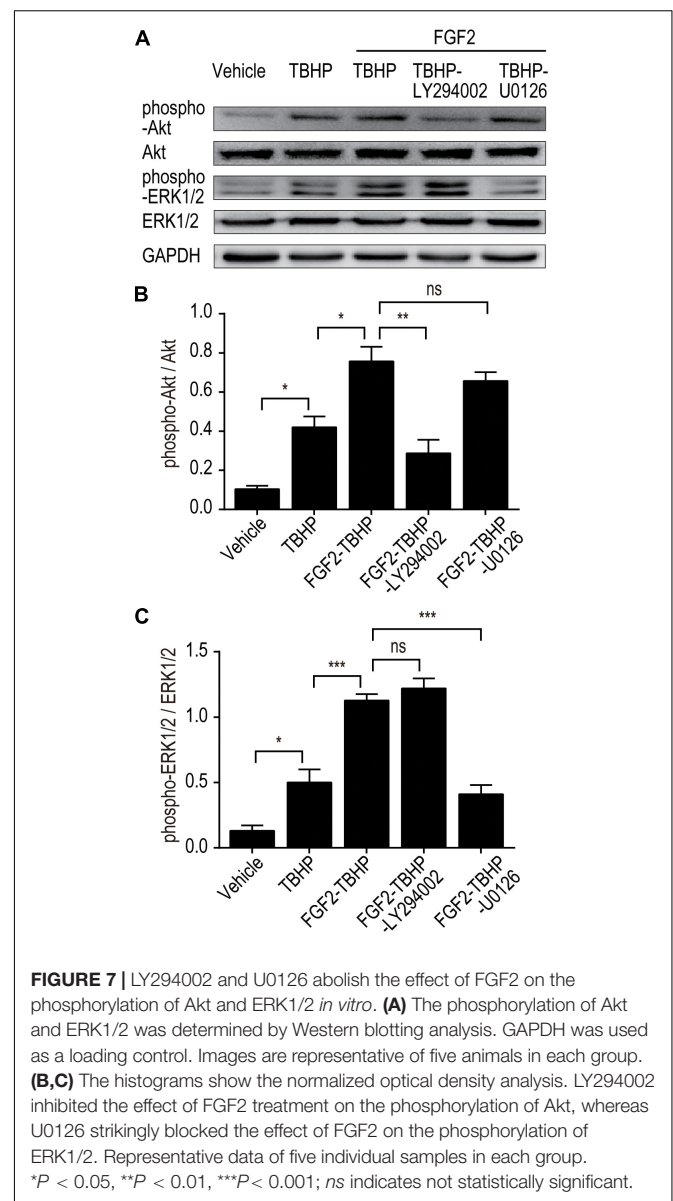 A
FGF2
Vehicle TBHP TBHP TBHP- TBHP-
LY294002 U0126
phospho
-Akt
Akt
phospho
-ERK1/2
ERK1/2
GAPDH
B
ns
* **
*
phospho-Akt / Akt
1.0
0.8
0.6
0.4
0.2
0.0
Vehicle
TBHP
FGF2-TBHP
FGF2-TBHP
-LY294002
FGF2-TBHP
-U0126
C
***
ns
***
*
phospho-ERK1/2 / ERK1/2
1.5
1.0
0.5
0.0
Vehicle
TBHP
FGF2-TBHP
FGF2-TBHP
-LY294002
FGF2-TBHP
-U0126
FIGURE 7 | LY294002 and U0126 abolish the effect of FGF2 on the
phosphorylation of Akt and ERK1/2 in vitro. (A) The phosphorylation of Akt
and ERK1/2 was determined by Western blotting analysis. GAPDH was used
as a loading control. Images are representative of five animals in each group.
(B,C) The histograms show the normalized optical density analysis. LY294002
inhibited the effect of FGF2 treatment on the phosphorylation of Akt, whereas
U0126 strikingly blocked the effect of FGF2 on the phosphorylation of
ERK1/2. Representative data of five individual samples in each group.
*P < 0.05, **P < 0.01, ***P< 0.001; ns indicates not statistically significant.